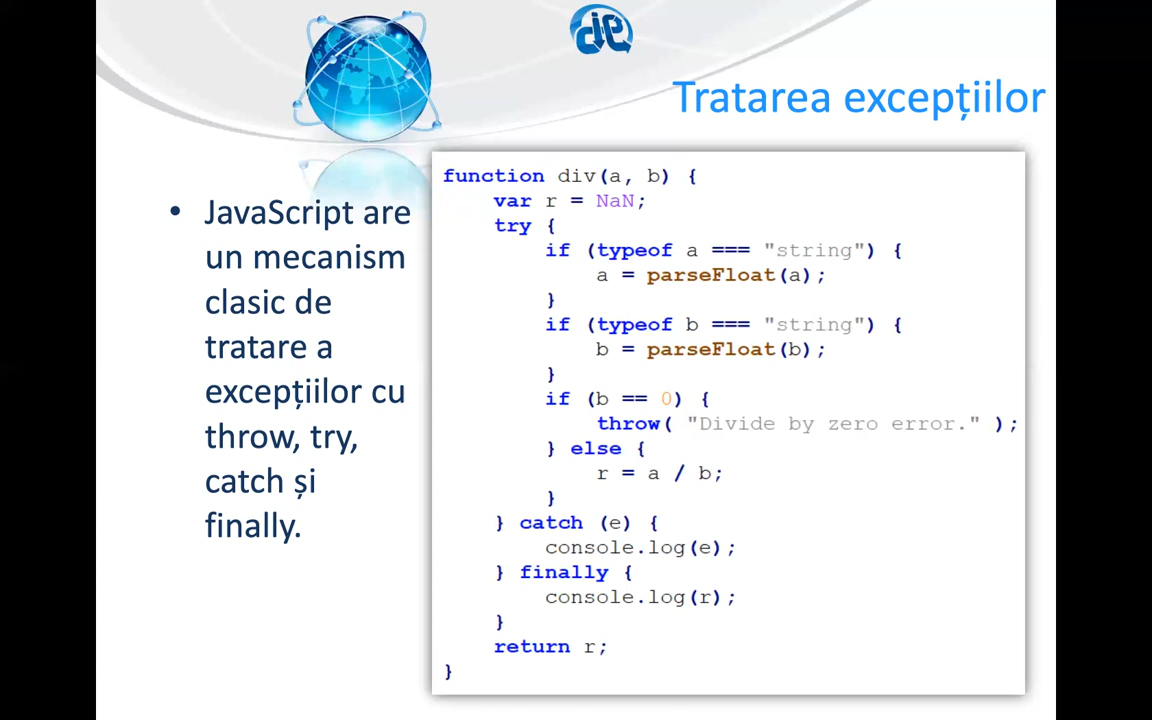 Tratarea excepțiilor
• JavaScript are
un mecanism
clasic de
tratare a
excepțiilor cu
throw, try,
catch și
finally.
function div(a, b) {
    var r = NaN;
    try {
        if (typeof a === "string") {
            a = parseFloat(a);
        }
        if (typeof b === "string") {
            b = parseFloat(b);
        }
        if (b == 0) {
            throw( "Divide by zero error." );
        } else {
            r = a / b;
        }
    } catch (e) {
        console.log(e);
    } finally {
        console.log(r);
    }
    return r;
}